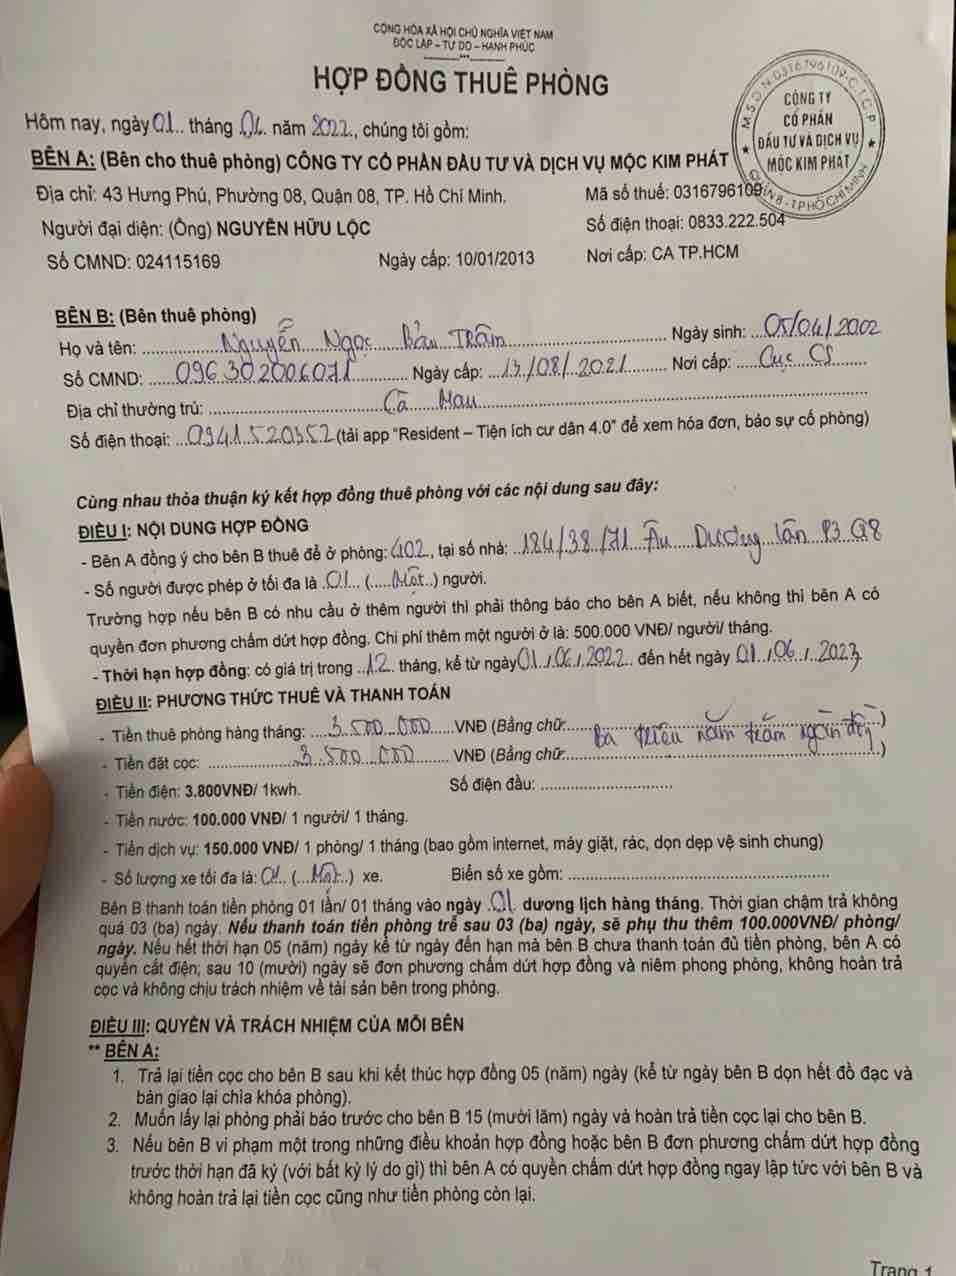 CỘNG HÒA XÃ HỘI CHỦ NGHĨA VIỆT NAM
ĐỘC LẬP – TỰ DO – HẠNH PHÚC
HỢP ĐỒNG THUÊ PHÒNG
M.S.D.N:0316796109-C.T.C.P
CÔNG TY
CỔ PHẦN
ĐẦU TƯ VÀ DỊCH VỤ
MỘC KIM PHÁT
QUẬN 8 - TP HỒ CHÍ MINH
Hôm nay, ngày 01 tháng 06 năm 2022, chúng tôi gồm:
BÊN A: (Bên cho thuê phòng) CÔNG TY CỔ PHẦN ĐẦU TƯ VÀ DỊCH VỤ MỘC KIM PHÁT
Địa chỉ: 43 Hưng Phú, Phường 08, Quận 08, TP. Hồ Chí Minh. Mã số thuế: 0316796109
Người đại diện: (Ông) NGUYỄN HỮU LỘC Số điện thoại: 0833.222.504
Số CMND: 024115169 Ngày cấp: 10/01/2013 Nơi cấp: CA TP.HCM
BÊN B: (Bên thuê phòng)
Họ và tên: Nguyễn Ngọc Bảo Trâm Ngày sinh: 05/04/2002
Số CMND: 096302006071 Ngày cấp: 13/08/2021 Nơi cấp: Cục CS
Địa chỉ thường trú: Cà Mau
Số điện thoại: 0941520352 (tải app "Resident – Tiện ích cư dân 4.0" để xem hóa đơn, báo sự cố phòng)
Cùng nhau thỏa thuận ký kết hợp đồng thuê phòng với các nội dung sau đây:
ĐIỀU I: NỘI DUNG HỢP ĐỒNG
- Bên A đồng ý cho bên B thuê để ở phòng: 402, tại số nhà: 184/38/71 Âu Dương Lân P3 Q8
- Số người được phép ở tối đa là 01 (Một) người.
Trường hợp nếu bên B có nhu cầu ở thêm người thì phải thông báo cho bên A biết, nếu không thì bên A có
quyền đơn phương chấm dứt hợp đồng. Chi phí thêm một người ở là: 500.000 VNĐ/ người/ tháng.
- Thời hạn hợp đồng: có giá trị trong 12 tháng, kể từ ngày 01/06/2022 đến hết ngày 01/06/2023
ĐIỀU II: PHƯƠNG THỨC THUÊ VÀ THANH TOÁN
- Tiền thuê phòng hàng tháng: 3.500.000 VNĐ (Bằng chữ: Ba triệu năm trăm ngàn đồng)
- Tiền đặt cọc: 3.500.000 VNĐ (Bằng chữ: )
- Tiền điện: 3.800VNĐ/ 1kwh. Số điện đầu:
- Tiền nước: 100.000 VNĐ/ 1 người/ 1 tháng.
- Tiền dịch vụ: 150.000 VNĐ/ 1 phòng/ 1 tháng (bao gồm internet, máy giặt, rác, dọn dẹp vệ sinh chung)
- Số lượng xe tối đa là: 01 (Một) xe. Biển số xe gồm:
Bên B thanh toán tiền phòng 01 lần/ 01 tháng vào ngày 01 dương lịch hàng tháng. Thời gian chậm trả không
quá 03 (ba) ngày. Nếu thanh toán tiền phòng trễ sau 03 (ba) ngày, sẽ phụ thu thêm 100.000VNĐ/ phòng/
ngày. Nếu hết thời hạn 05 (năm) ngày kể từ ngày đến hạn mà bên B chưa thanh toán đủ tiền phòng, bên A có
quyền cắt điện; sau 10 (mười) ngày sẽ đơn phương chấm dứt hợp đồng và niêm phong phòng, không hoàn trả
cọc và không chịu trách nhiệm về tài sản bên trong phòng.
ĐIỀU III: QUYỀN VÀ TRÁCH NHIỆM CỦA MỖI BÊN
** BÊN A:
1. Trả lại tiền cọc cho bên B sau khi kết thúc hợp đồng 05 (năm) ngày (kể từ ngày bên B dọn hết đồ đạc và
bàn giao lại chìa khóa phòng).
2. Muốn lấy lại phòng phải báo trước cho bên B 15 (mười lăm) ngày và hoàn trả tiền cọc lại cho bên B.
3. Nếu bên B vi phạm một trong những điều khoản hợp đồng hoặc bên B đơn phương chấm dứt hợp đồng
trước thời hạn đã ký (với bất kỳ lý do gì) thì bên A có quyền chấm dứt hợp đồng ngay lập tức với bên B và
không hoàn trả lại tiền cọc cũng như tiền phòng còn lại.
Trang 1